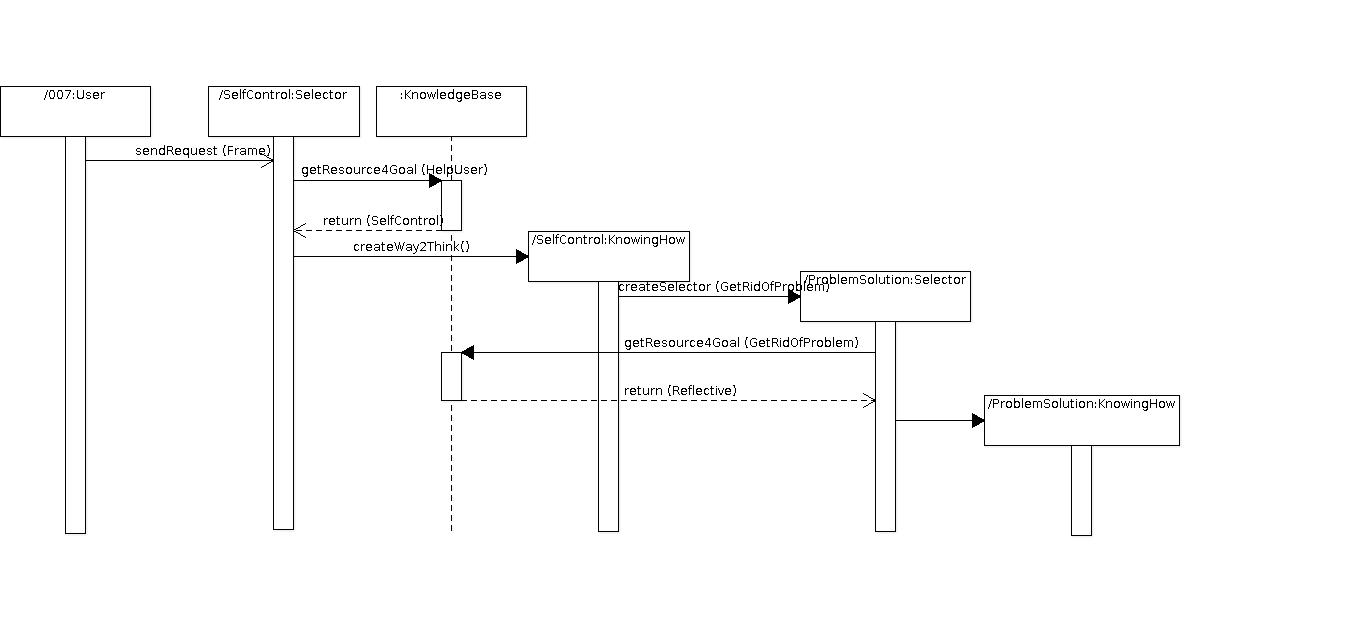 /007:User
/SelfControl:Selector
:KnowledgeBase
sendRequest (Frame)
getResource4Goal (HelpUser)
return (SelfControl)
createWay2Think()
/SelfControl:KnowingHow
/ProblemSolution:Selector
createSelector (GetRidOfProblem)
getResource4Goal (GetRidOfProblem)
return (Reflective)
/ProblemSolution:KnowingHow